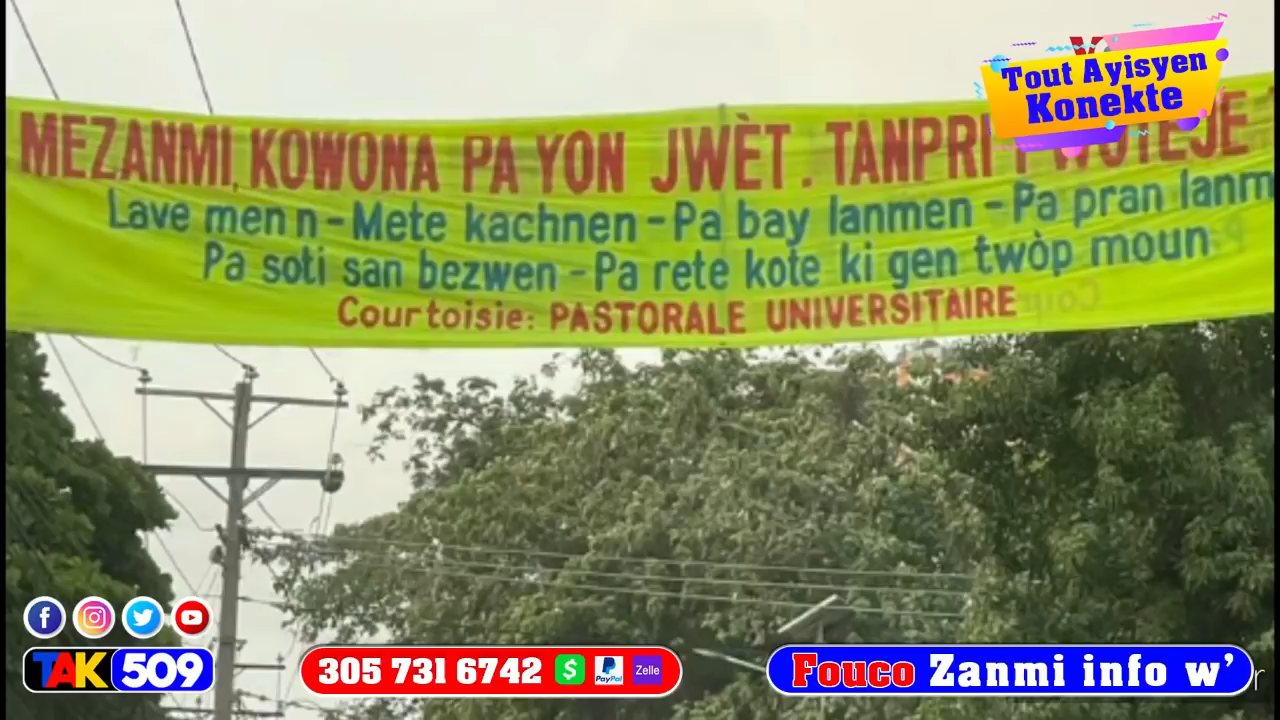 MEZANMI, KOWONA PA YON JWÈT. TANPRI
Lave men n - Mete kachnen - Pa bay lanmen - Pa pran lanm
Pa soti san bezwen - Pa rete kote ki gen twòp moun
Courtoisie: PASTORALE UNIVERSITAIRE
Tout Ayisyen
Konekte
TAK 509
305 731 6742 $ PayPal Zelle
Fouco Zanmi info w'